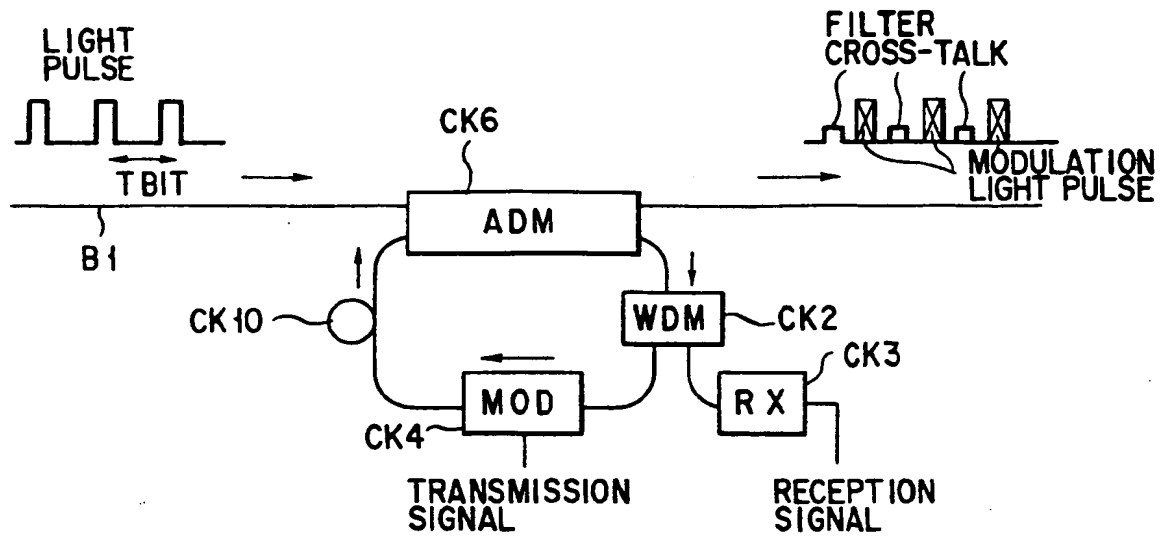 LIGHT
PULSE
FILTER
CROSS-TALK
CK6
TBIT
MODULATION
LIGHT PULSE
ADM
B1
CK10
WDM
CK2
CK3
MOD
RX
CK4
TRANSMISSION
SIGNAL
RECEPTION
SIGNAL